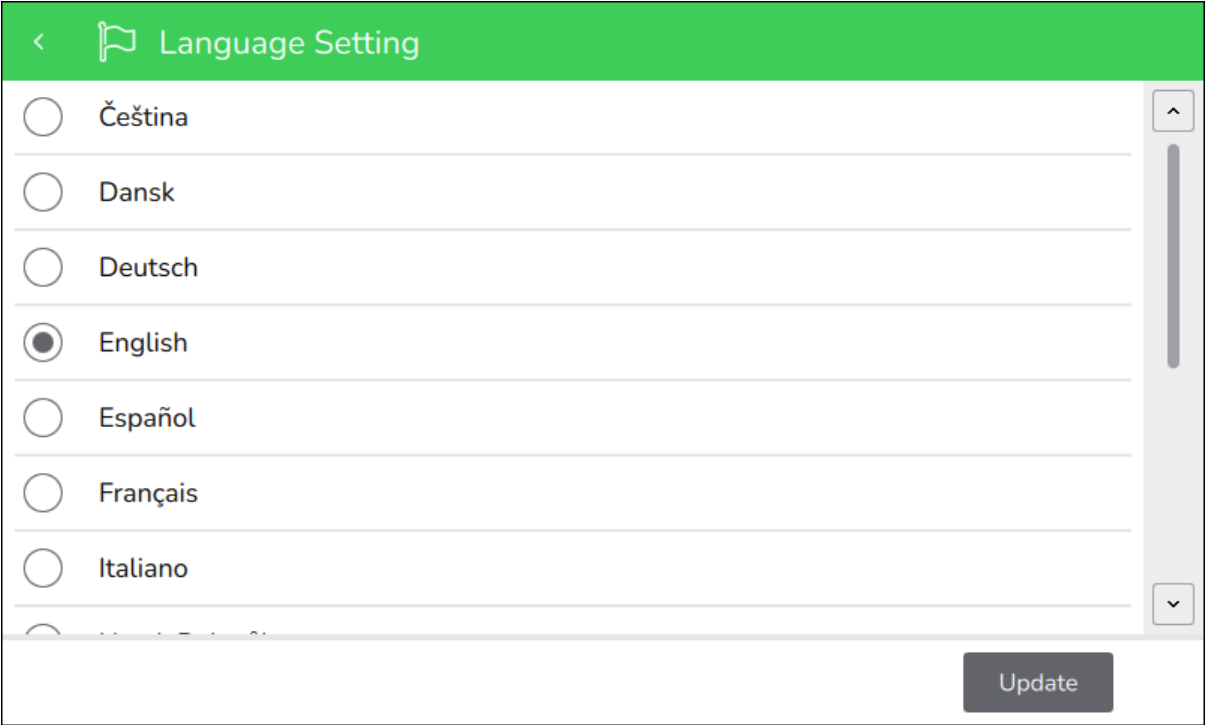 Language Setting
Čeština
Dansk
Deutsch
English
Español
Français
Italiano
Update